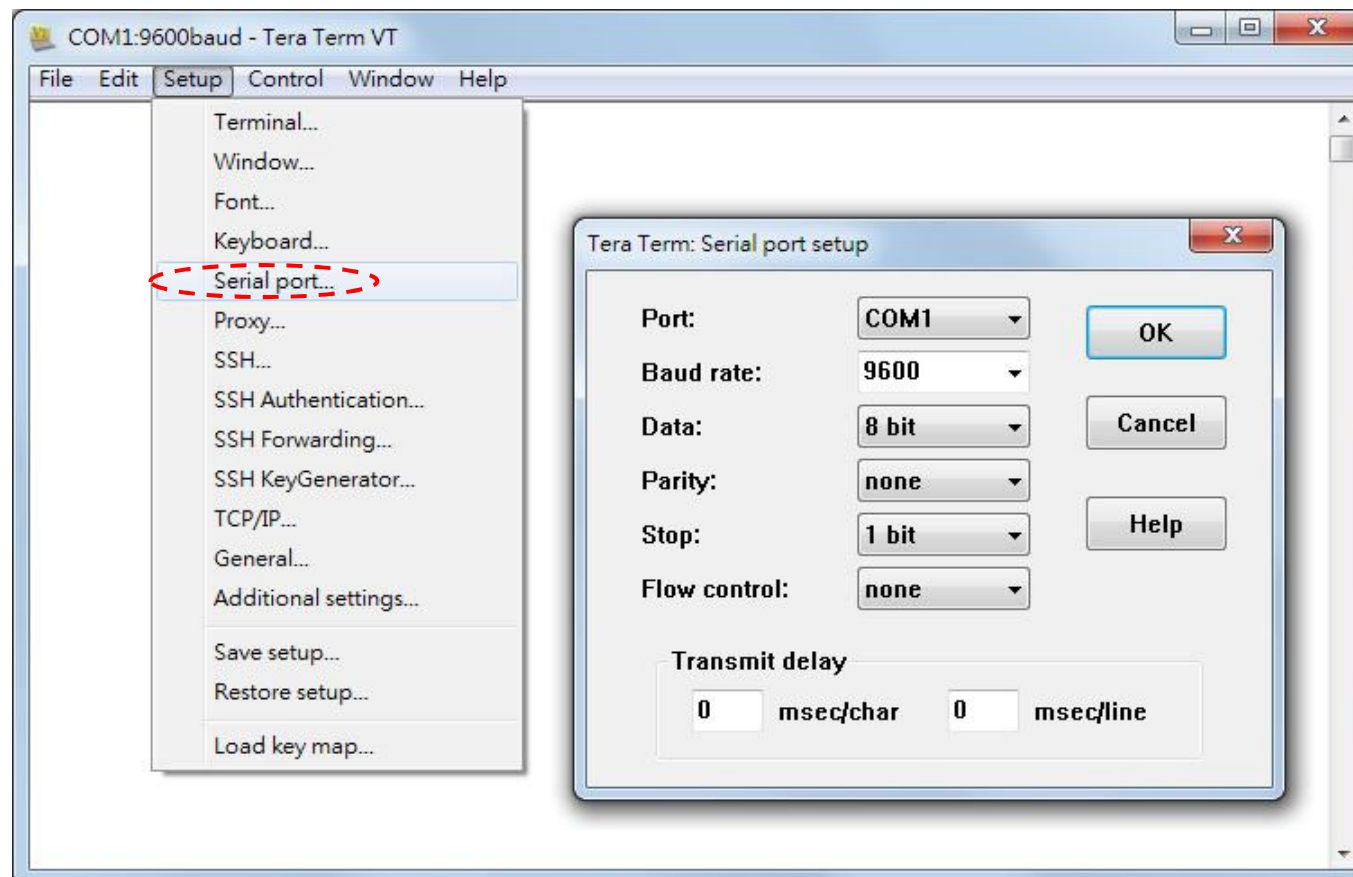 COM1:9600baud - Tera Term VT
File Edit Setup Control Window Help
Terminal...
Window...
Font...
Keyboard...
Serial port...
Proxy...
SSH...
SSH Authentication...
SSH Forwarding...
SSH KeyGenerator...
TCP/IP...
General...
Additional settings...
Save setup...
Restore setup...
Load key map...
Tera Term: Serial port setup
Port: COM1 OK
Baud rate: 9600
Data: 8 bit Cancel
Parity: none
Stop: 1 bit Help
Flow control: none
Transmit delay
0 msec/char 0 msec/line